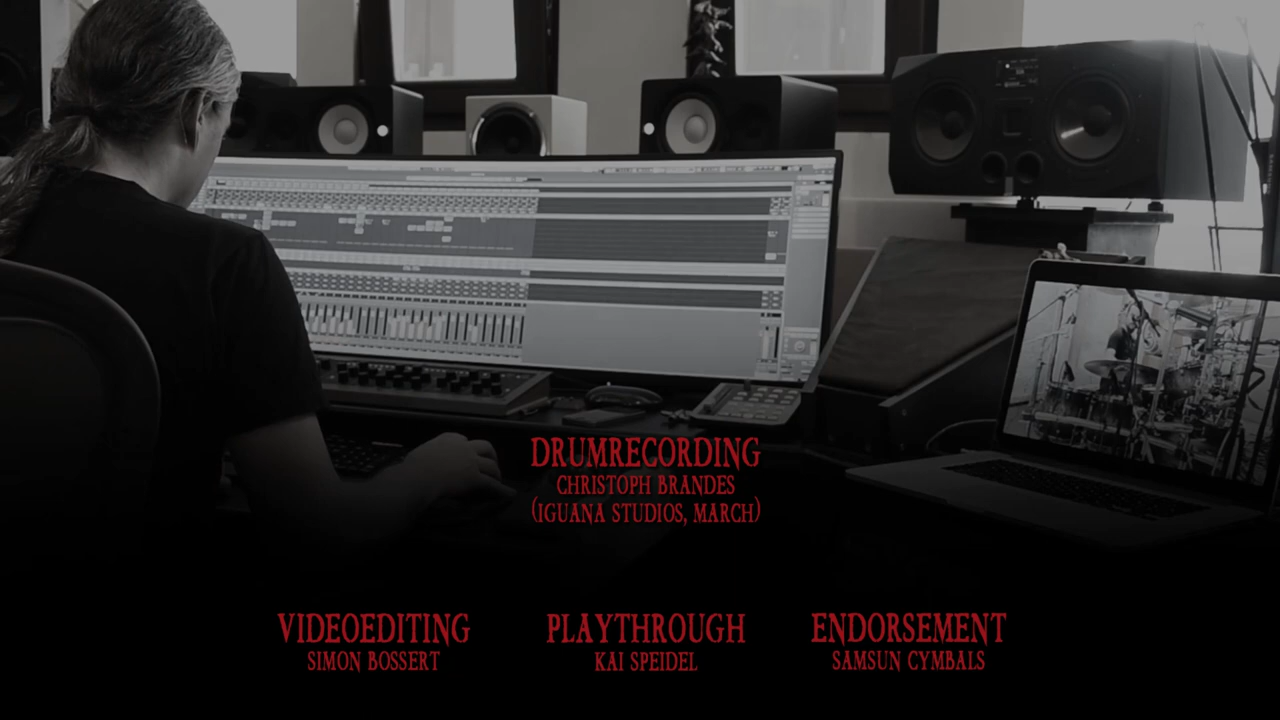 DRUMRECORDING
CHRISTOPH BRANDES
(IGUANA STUDIOS, MARCH)
VIDEOEDITING
SIMON BOSSERT
PLAYTHROUGH
KAI SPEIDEL
ENDORSEMENT
SAMSUN CYMBALS